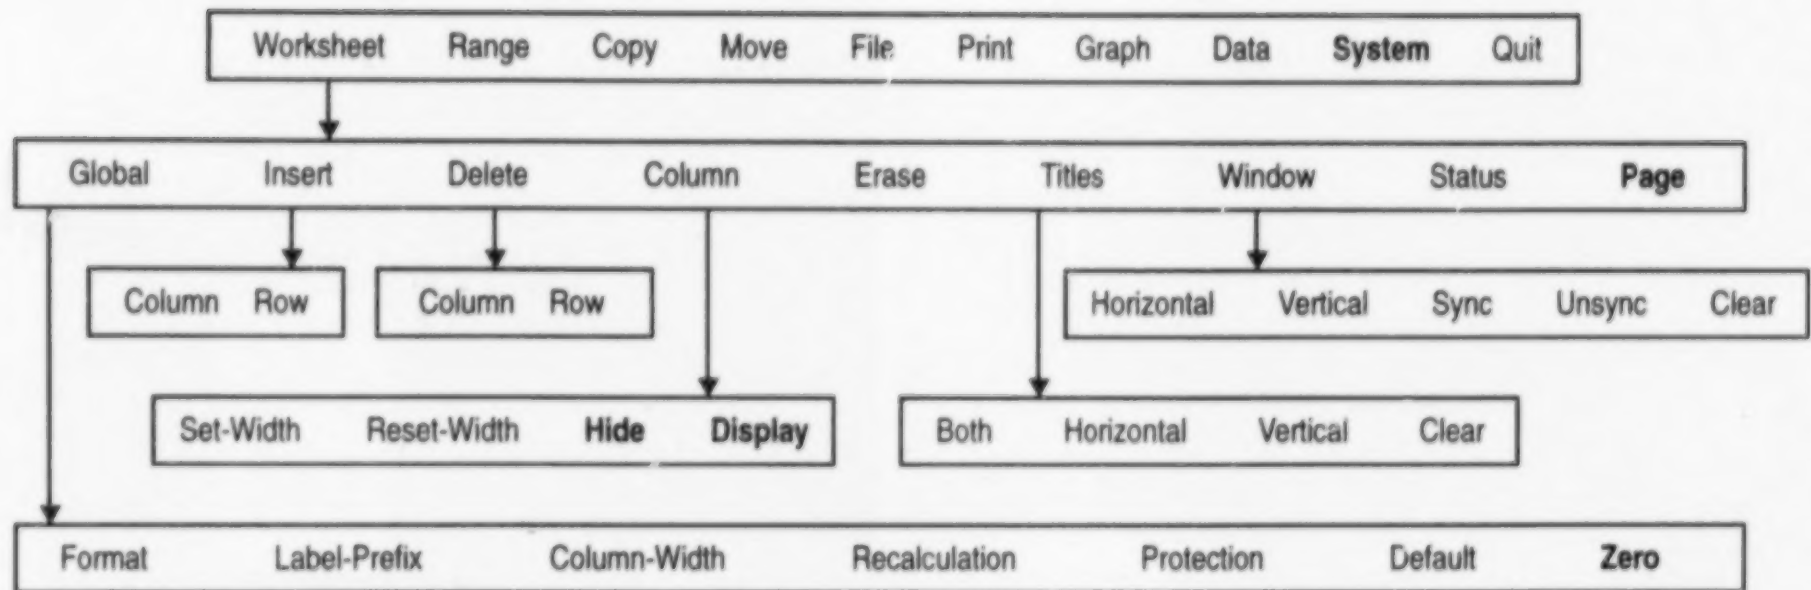 Worksheet Range Copy Move File Print Graph Data System Quit
Global Insert Delete Column Erase Titles Window Status Page
Column Row
Column Row
Horizontal Vertical Sync Unsync Clear
Set-Width Reset-Width Hide Display
Both Horizontal Vertical Clear
Format Label-Prefix Column-Width Recalculation Protection Default Zero